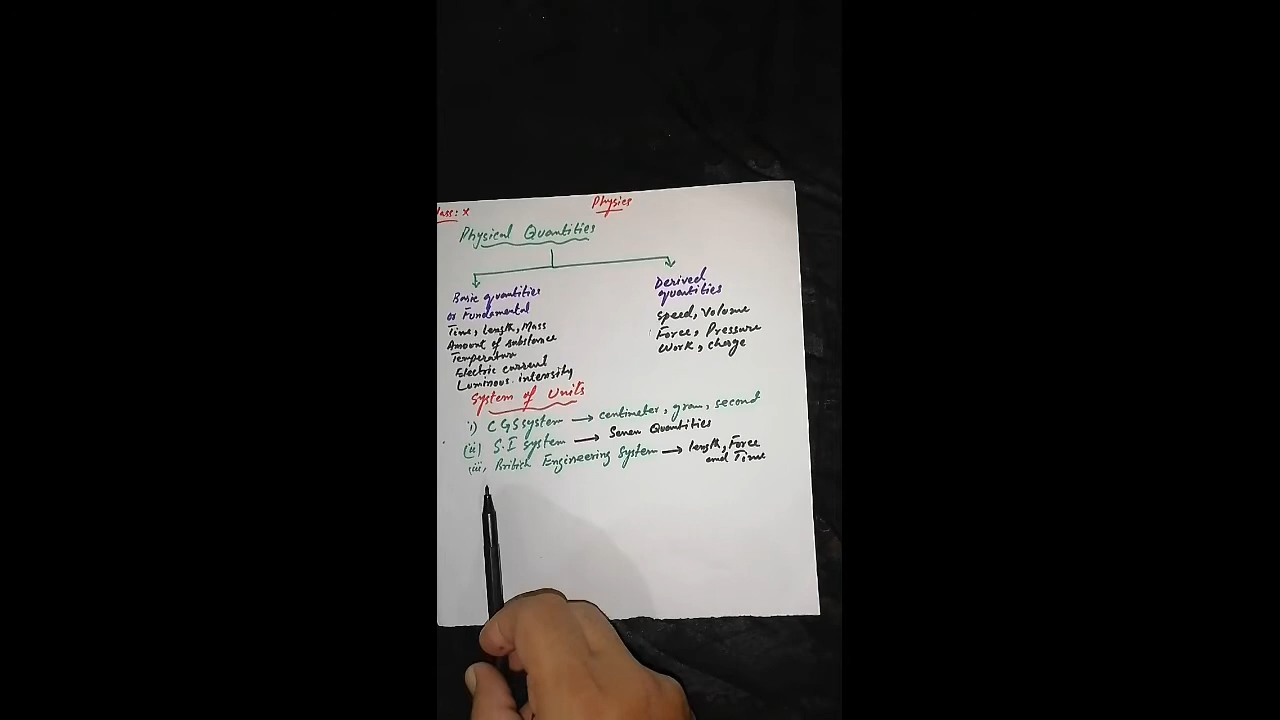 Class: X
Physics
Physical Quantities
Basic quantities
or Fundamental
Time, Length, Mass
Amount of substance
Temperature
Electric current
Luminous intensity
Derived
quantities
Speed, Volume
Force, Pressure
Work, Charge
System of Units
i) C G S system → centimeter, gram, second
(ii) S.I system → Seven Quantities
(iii, British Engineering System → length, Force
and Time